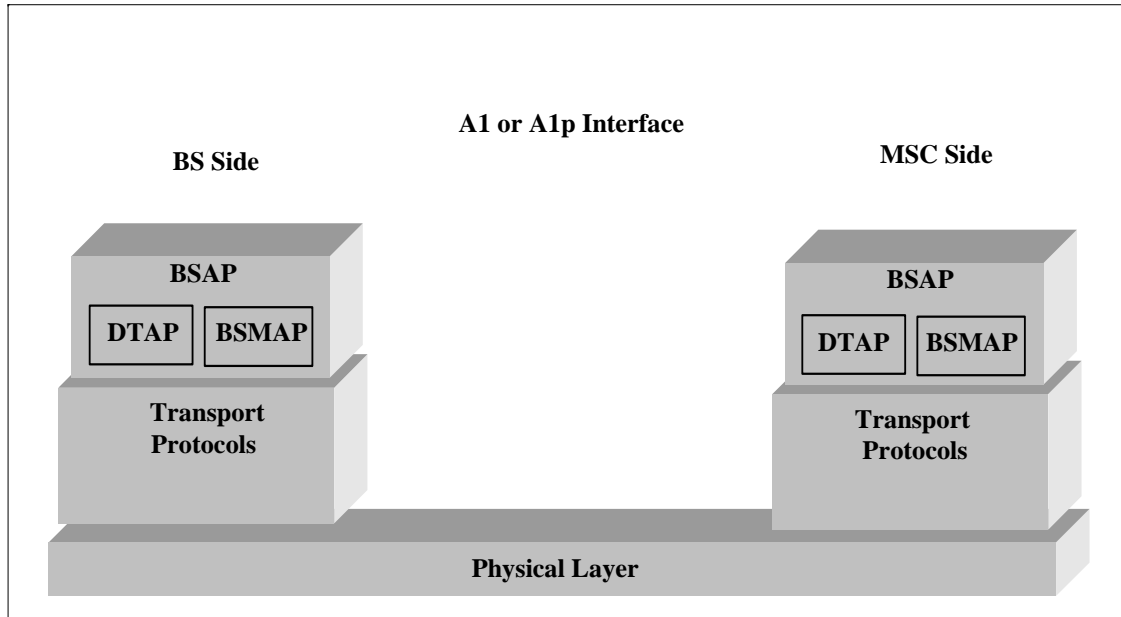 A1 or A1p Interface
BS Side
MSC Side
BSAP
DTAP
BSMAP
Transport
Protocols
BSAP
DTAP
BSMAP
Transport
Protocols
Physical Layer